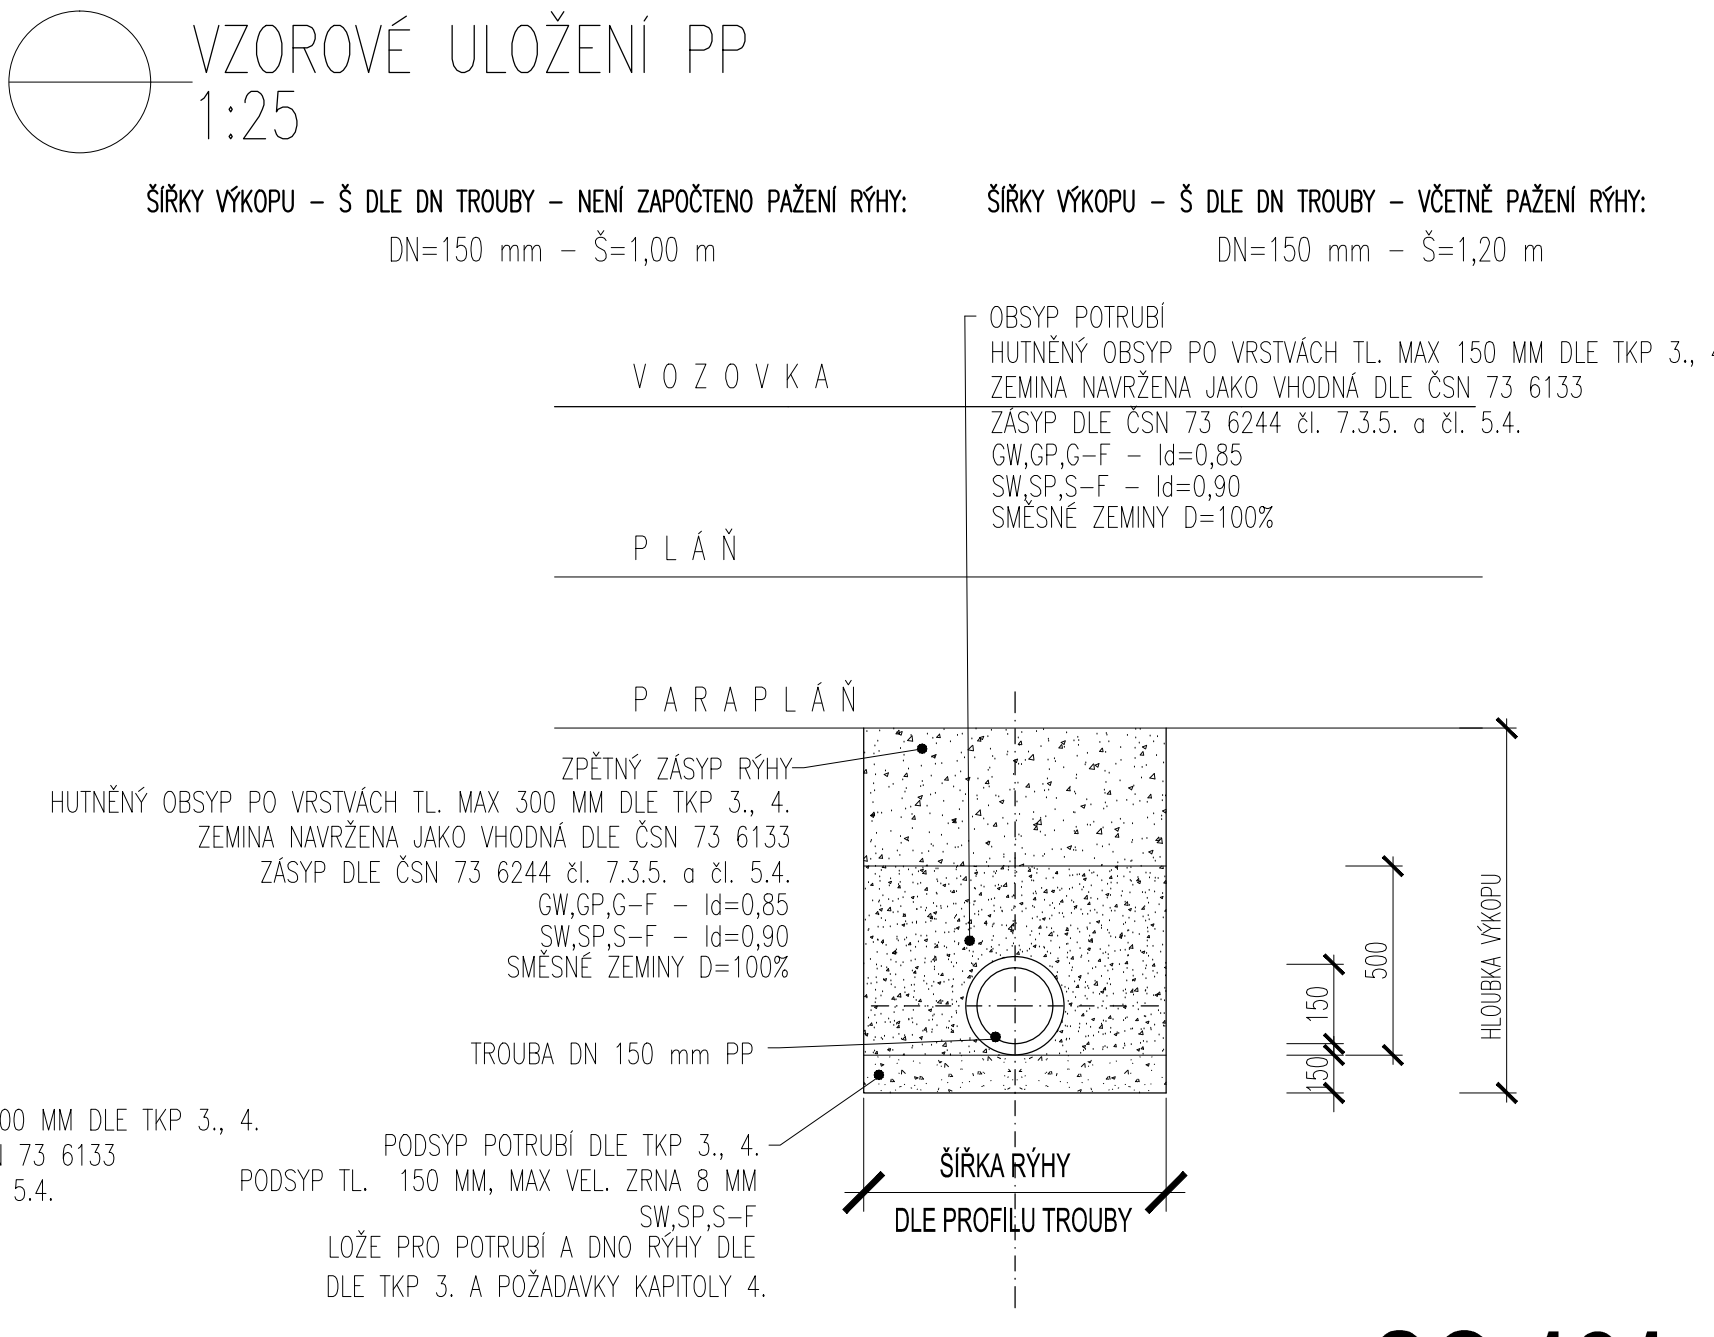 VZOROVÉ ULOŽENÍ PP
1:25
ŠÍŘKY VÝKOPU – Š DLE DN TROUBY – NENÍ ZAPOČTENO PAŽENÍ RÝHY:
DN=150 mm – Š=1,00 m
ŠÍŘKY VÝKOPU – Š DLE DN TROUBY – VČETNĚ PAŽENÍ RÝHY:
DN=150 mm – Š=1,20 m
OBSYP POTRUBÍ
HUTNĚNÝ OBSYP PO VRSTVÁCH TL. MAX 150 MM DLE TKP 3.,
ZEMINA NAVRŽENA JAKO VHODNÁ DLE ČSN 73 6133
ZÁSYP DLE ČSN 73 6244 čl. 7.3.5. a čl. 5.4.
GW,GP,G–F – Id=0,85
SW,SP,S–F – Id=0,90
SMĚSNÉ ZEMINY D=100%
VOZOVKA
PLÁŇ
PARAPLÁŇ
ZPĚTNÝ ZÁSYP RÝHY
HUTNĚNÝ OBSYP PO VRSTVÁCH TL. MAX 300 MM DLE TKP 3., 4.
ZEMINA NAVRŽENA JAKO VHODNÁ DLE ČSN 73 6133
ZÁSYP DLE ČSN 73 6244 čl. 7.3.5. a čl. 5.4.
GW,GP,G–F – Id=0,85
SW,SP,S–F – Id=0,90
SMĚSNÉ ZEMINY D=100%
TROUBA DN 150 mm PP
150
150
500
HLOUBKA VÝKOPU
00 MM DLE TKP 3., 4.
73 6133
5.4.
PODSYP POTRUBÍ DLE TKP 3., 4.
PODSYP TL. 150 MM, MAX VEL. ZRNA 8 MM
SW,SP,S–F
LOŽE PRO POTRUBÍ A DNO RÝHY DLE
DLE TKP 3. A POŽADAVKY KAPITOLY 4.
ŠÍŘKA RÝHY
DLE PROFILU TROUBY